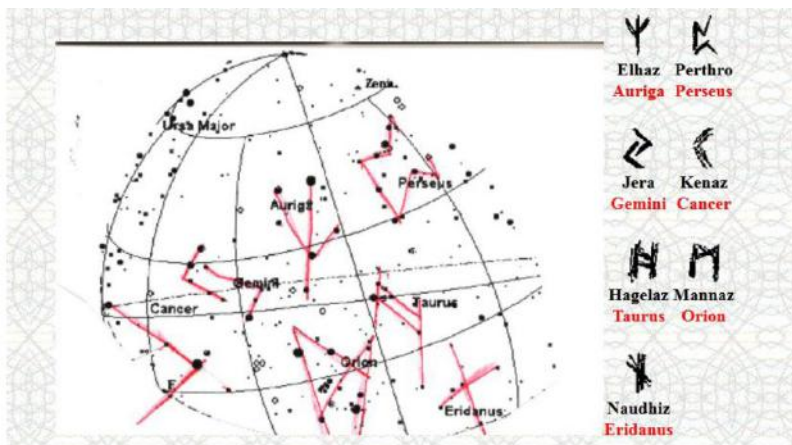 Zenit
Ursa Major
Perseus
Auriga
Gemini
Cancer
Taurus
Orion
Eridanus
F
Elhaz Perthro
Auriga Perseus
Jera Kenaz
Gemini Cancer
Hagelaz Mannaz
Taurus Orion
Naudhiz
Eridanus